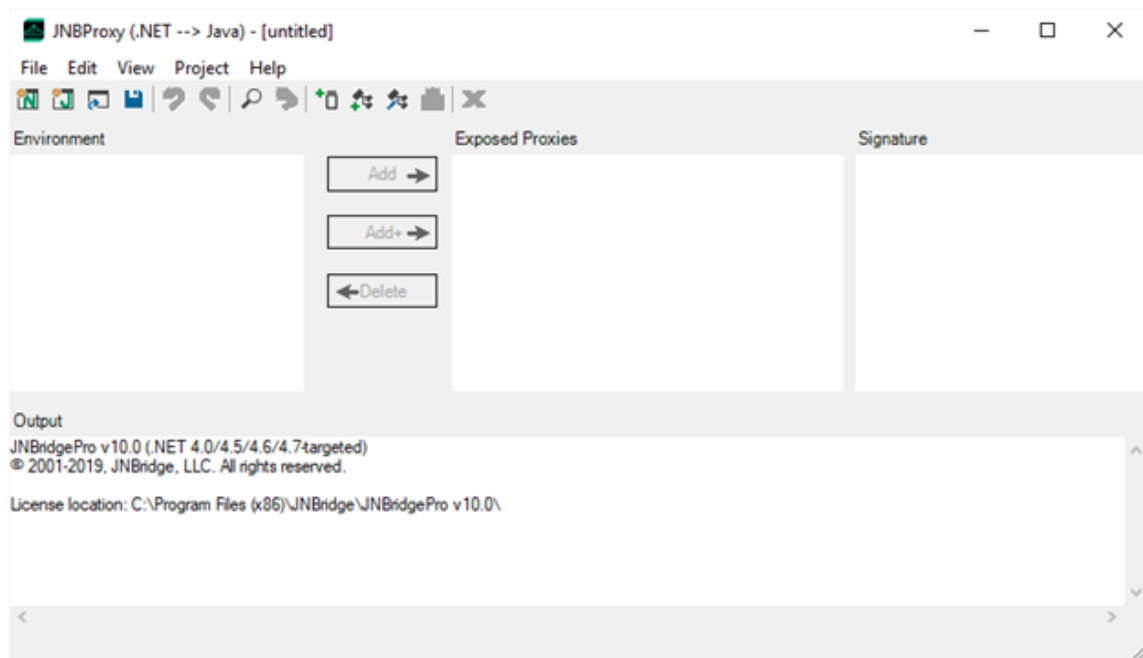 JNBProxy (.NET --> Java) - [untitled]
File Edit View Project Help
Environment
Exposed Proxies
Signature
Add
Add+
Delete
Output
JNBridgePro v10.0 (.NET 4.0/4.5/4.6/4.7-targeted)
© 2001-2019, JNBridge, LLC. All rights reserved.
License location: C:\Program Files (x86)\JNBridge\JNBridgePro v10.0\